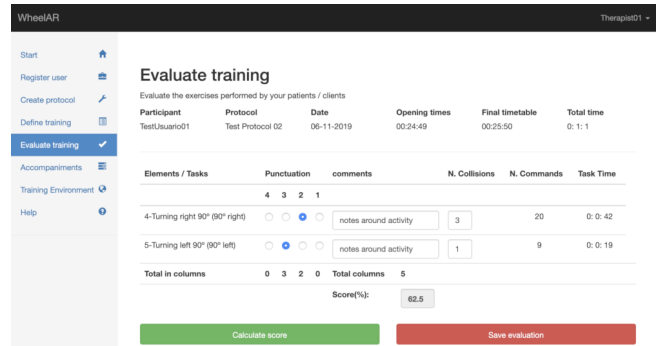 WheelAR Therapist01
Start
Register user
Create protocol
Define training
Evaluate training
Accompaniments
Training Environment
Help
Evaluate training
Evaluate the exercises performed by your patients / clients
Participant Protocol Date Opening times Final timetable Total time
TestUsuario01 Test Protocol 02 06-11-2019 00:24:49 00:25:50 0: 1: 1
Elements / Tasks Punctuation comments N. Collisions N. Commands Task Time
4 3 2 1
4-Turning right 90º (90º right) notes around activity 3 20 0: 0: 42
5-Turning left 90º (90º left) notes around activity 1 9 0: 0: 19
Total in columns 0 3 2 0 Total columns 5
Score(%): 62.5
Calculate score Save evaluation